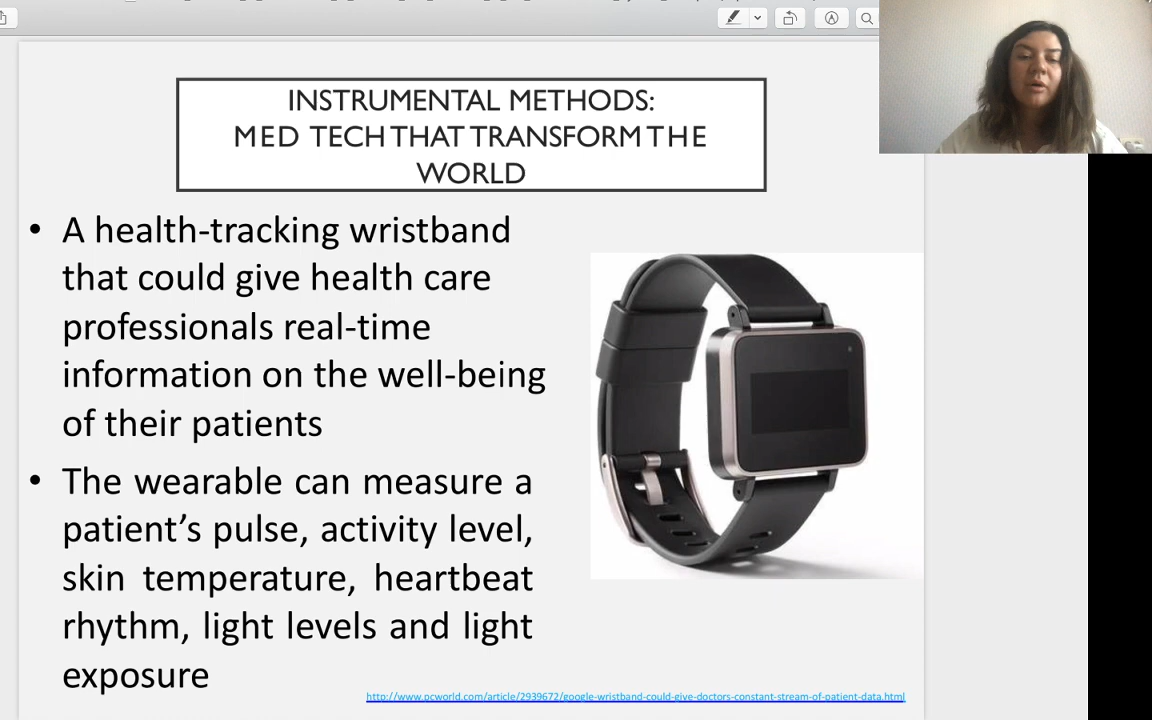 INSTRUMENTAL METHODS:
MED TECH THAT TRANSFORM THE
WORLD
• A health-tracking wristband
that could give health care
professionals real-time
information on the well-being
of their patients
• The wearable can measure a
patient’s pulse, activity level,
skin temperature, heartbeat
rhythm, light levels and light
exposure
http://www.pcworld.com/article/2939672/google-wristband-could-give-doctors-constant-stream-of-patient-data.html